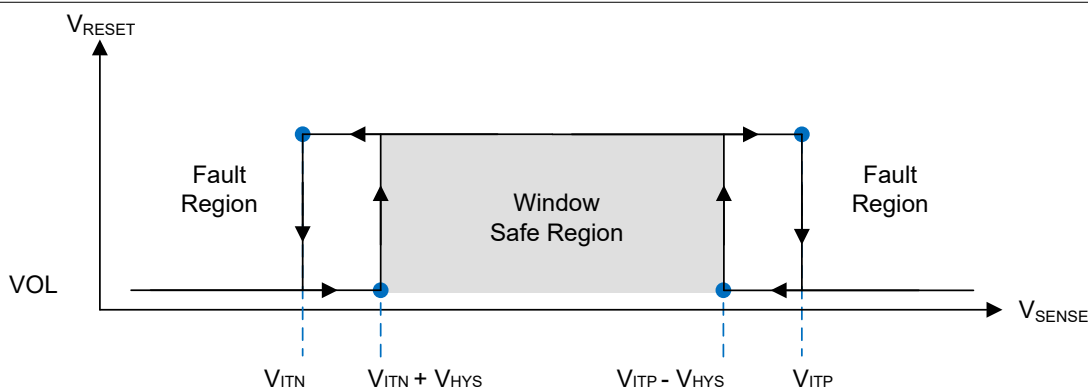 VRESET
Fault
Region
Window
Safe Region
Fault
Region
VOL
VSENSE
VITN
VITN + VHYS
VITP - VHYS
VITP